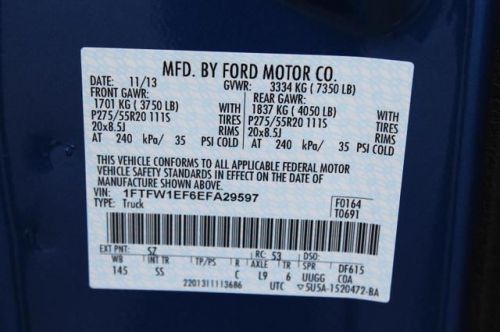 MFD. BY FORD MOTOR CO.
DATE: 11/13 GVWR: 3334 KG ( 7350 LB)
FRONT GAWR: REAR GAWR:
1701 KG ( 3750 LB) WITH 1837 KG ( 4050 LB) WITH
P275/55R20 111S TIRES P275/55R20 111S TIRES
20x8.5J RIMS 20x8.5J RIMS
AT 240 kPa/ 35 PSI COLD AT 240 kPa/ 35 PSI COLD
THIS VEHICLE CONFORMS TO ALL APPLICABLE FEDERAL MOTOR
VEHICLE SAFETY STANDARDS IN EFFECT ON THE DATE OF
MANUFACTURE SHOWN ABOVE.
VIN: 1FTFW1EF6EFA29597 F0164
TYPE: Truck T0691
EXT PNT: SZ RC: 53 DSO:
WB INT TR TP/PS R AXLE TR SPR DF615
145 SS C L9 6 UUGG CDA
2201311113686 UTC 5U5A-1520472-BA